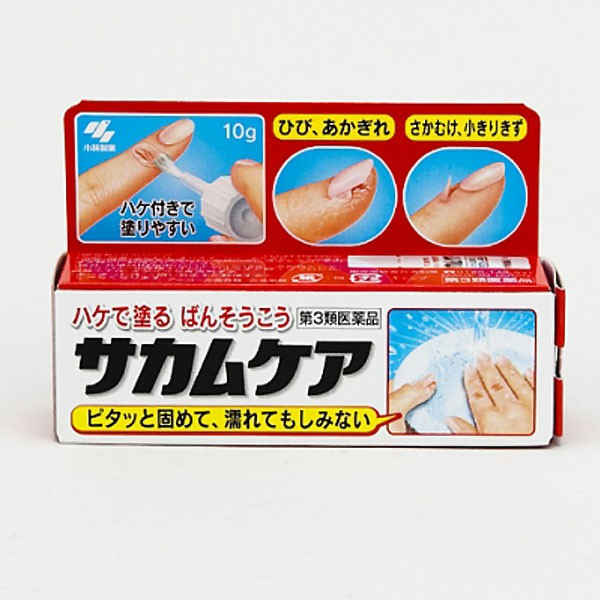 小林製薬
10g
ハケ付きで
塗りやすい
ひび、あかぎれ
さかむけ、小きりきず
ハケで塗る ばんそうこう
第3類医薬品
サカムケア
ピタッと固めて、濡れてもしみない